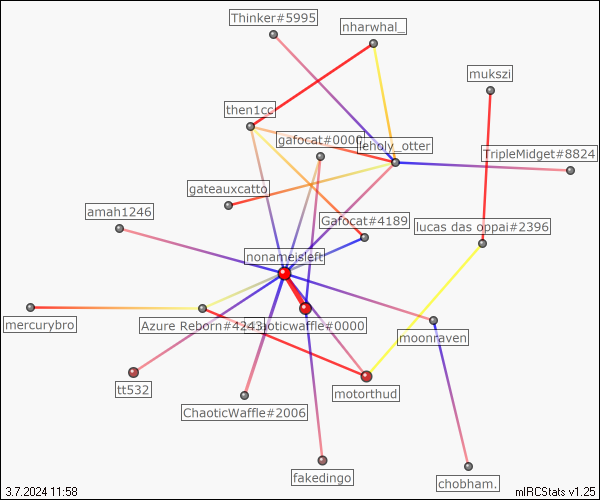 Thinker#5995
nharwhal_
mukszi
then1cc
gafocat#0000
leholy_otter
TripleMidget#8824
gateauxcatto
amah1246
Gafocat#4189
lucas das oppai#2396
nonameisleft
mercurybro
Azure Reborn#4243
chaoticwaffle#0000
moonraven
tt532
motorthud
ChaoticWaffle#2006
fakedingo
chobham.
3.7.2024 11:58
mIRCStats v1.25